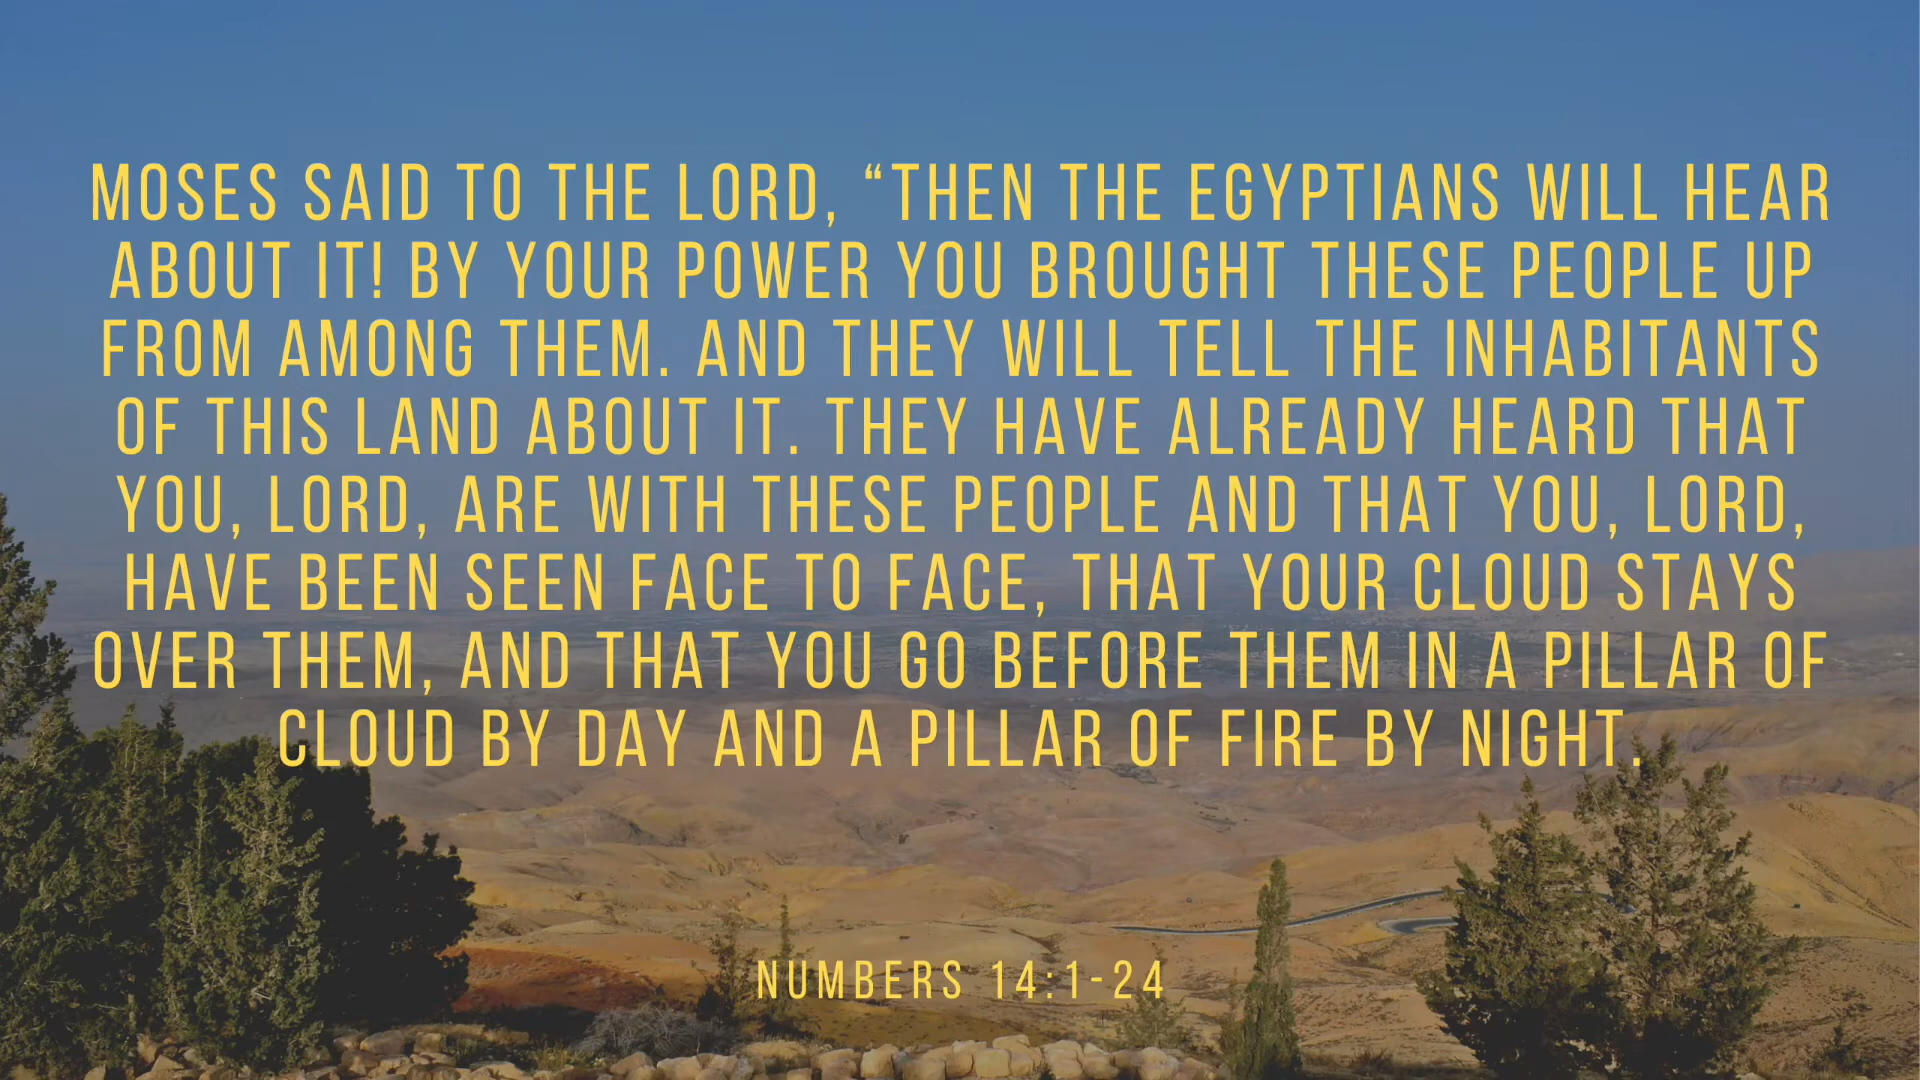 MOSES SAID TO THE LORD, “THEN THE EGYPTIANS WILL HEAR
ABOUT IT! BY YOUR POWER YOU BROUGHT THESE PEOPLE UP
FROM AMONG THEM. AND THEY WILL TELL THE INHABITANTS
OF THIS LAND ABOUT IT. THEY HAVE ALREADY HEARD THAT
YOU, LORD, ARE WITH THESE PEOPLE AND THAT YOU, LORD,
HAVE BEEN SEEN FACE TO FACE, THAT YOUR CLOUD STAYS
OVER THEM, AND THAT YOU GO BEFORE THEM IN A PILLAR OF
CLOUD BY DAY AND A PILLAR OF FIRE BY NIGHT.
NUMBERS 14:1-24